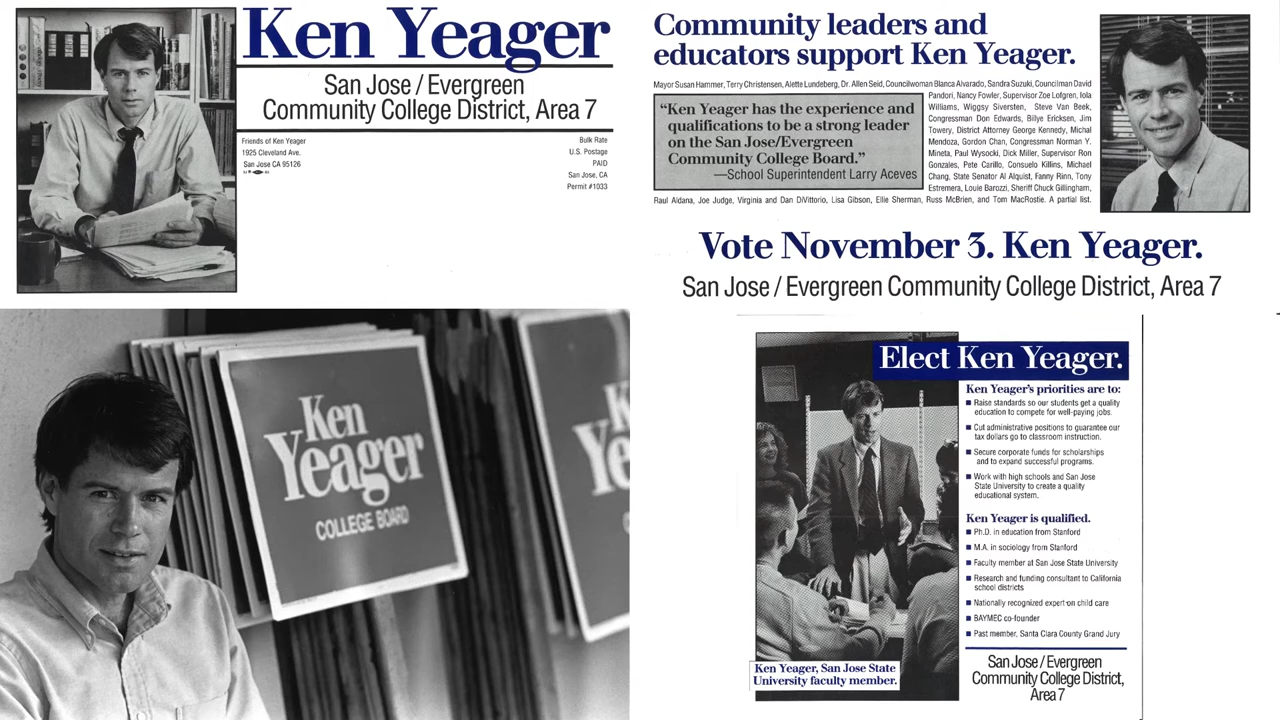 Ken Yeager
San Jose / Evergreen
Community College District, Area 7
Friends of Ken Yeager
1925 Cleveland Ave.
San Jose CA 95126
Bulk Rate
U.S. Postage
PAID
San Jose, CA
Permit #1033
Community leaders and
educators support Ken Yeager.
Mayor Susan Hammer, Terry Christensen, Alette Lundeberg, Dr. Allen Seid, Councilwoman Blanca Alvarado, Sandra Suzuki, Councilman David
Pandori, Nancy Fowler, Supervisor Zoe Lofgren, Iola
Williams, Wiggsy Siversten, Steve Van Beek,
Congressman Don Edwards, Billye Ericksen, Jim
Towery, District Attorney George Kennedy, Michal
Mendoza, Gordon Chan, Congressman Norman Y.
Mineta, Paul Wysocki, Dick Miller, Supervisor Ron
Gonzales, Pete Carillo, Consuelo Killins, Michael
Chang, State Senator Al Alquist, Fanny Rinn, Tony
Estremera, Louie Barozzi, Sheriff Chuck Gillingham,
Raul Aldana, Joe Judge, Virginia and Dan DiVittorio, Lisa Gibson, Ellie Sherman, Russ McBrien, and Tom MacRostie. A partial list.
“Ken Yeager has the experience and
qualifications to be a strong leader
on the San Jose/Evergreen
Community College Board.”
—School Superintendent Larry Aceves
Vote November 3. Ken Yeager.
San Jose / Evergreen Community College District, Area 7
Ken
Yeager
COLLEGE BOARD
K
Ye
Elect Ken Yeager.
Ken Yeager's priorities are to:
■ Raise standards so our students get a quality
education to compete for well-paying jobs.
■ Cut administrative positions to guarantee our
tax dollars go to classroom instruction.
■ Secure corporate funds for scholarships
and to expand successful programs.
■ Work with high schools and San Jose
State University to create a quality
educational system.
Ken Yeager is qualified.
■ Ph.D. in education from Stanford
■ M.A. in sociology from Stanford
■ Faculty member at San Jose State University
■ Research and funding consultant to California
school districts
■ Nationally recognized expert on child care
■ BAYMEC co-founder
■ Past member, Santa Clara County Grand Jury
Ken Yeager, San Jose State
University faculty member.
San Jose / Evergreen
Community College District,
Area 7